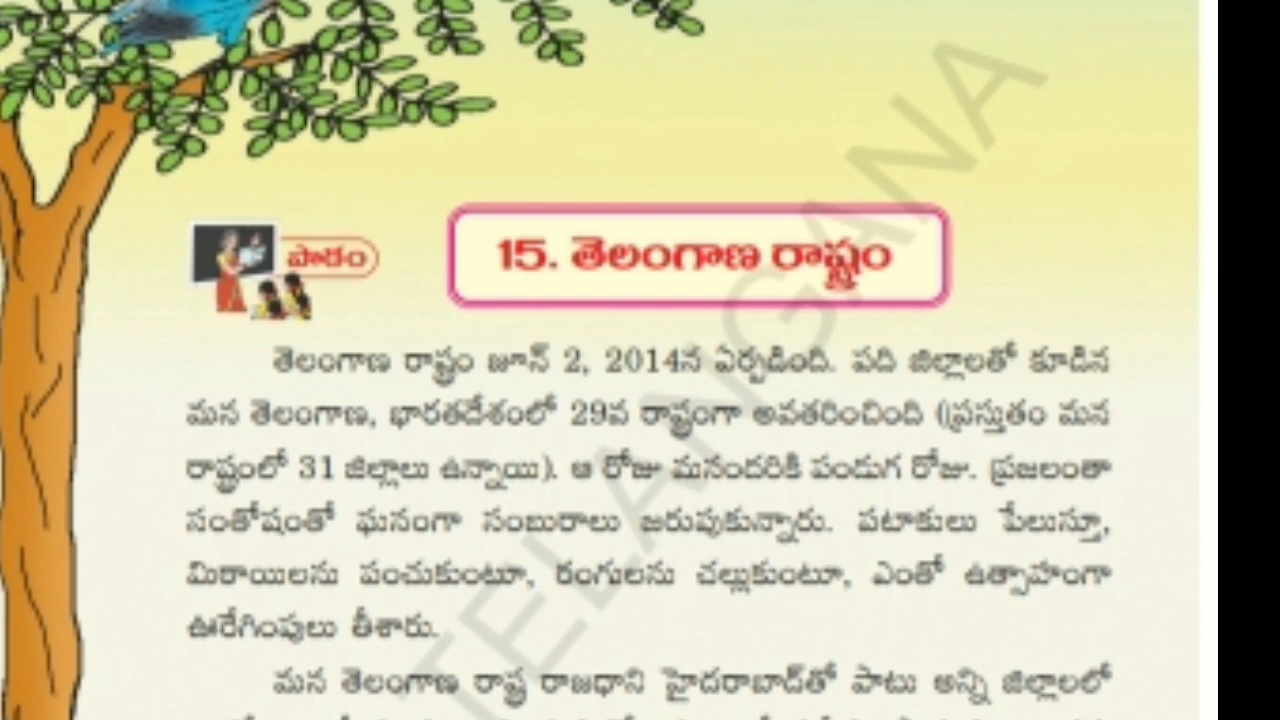 పాఠం
15. తెలంగాణ రాష్ట్రం
తెలంగాణ రాష్ట్రం జూన్ 2, 2014న ఏర్పడింది. పది జిల్లాలతో కూడిన
మన తెలంగాణ, భారతదేశంలో 29వ రాష్ట్రంగా అవతరించింది (ప్రస్తుతం మన
రాష్ట్రంలో 31 జిల్లాలు ఉన్నాయి). ఆ రోజు మనందరికి పండుగ రోజు. ప్రజలంతా
సంతోషంతో ఘనంగా సంబురాలు జరుపుకున్నారు. పటాకులు పేలుస్తూ,
మిఠాయిలను పంచుకుంటూ, రంగులను చల్లుకుంటూ, ఎంతో ఉత్సాహంగా
ఊరేగింపులు తీశారు.
మన తెలంగాణ రాష్ట్ర రాజధాని హైదరాబాద్‌తో పాటు అన్ని జిల్లాలలో
TELANGANA